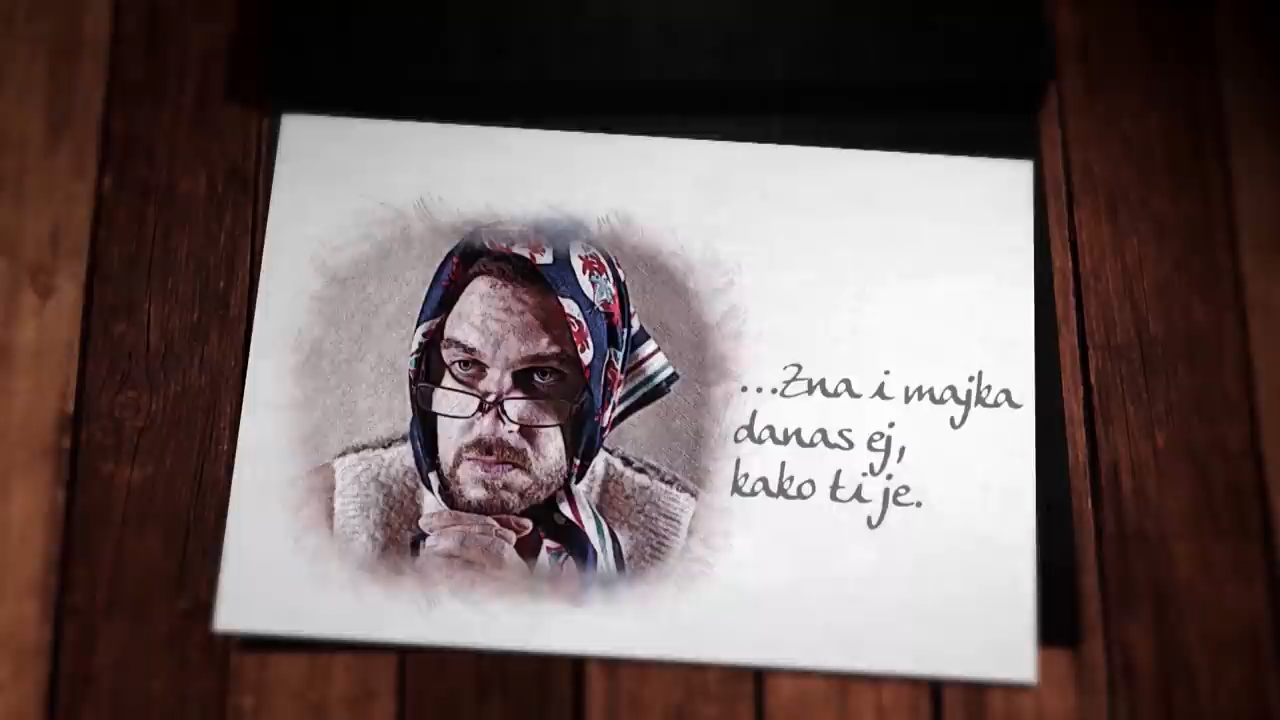 ...Zna i majka
danas ej,
kako ti je.